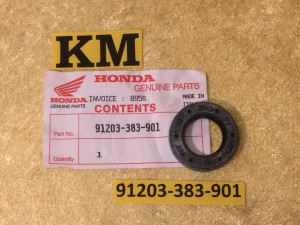 KM
HONDA
HONDA
GENUINE PARTS
INVOICE : 8956
MADE IN
CONTENTS
Part No.
91203-383-901
Quantity
1
91203-383-901